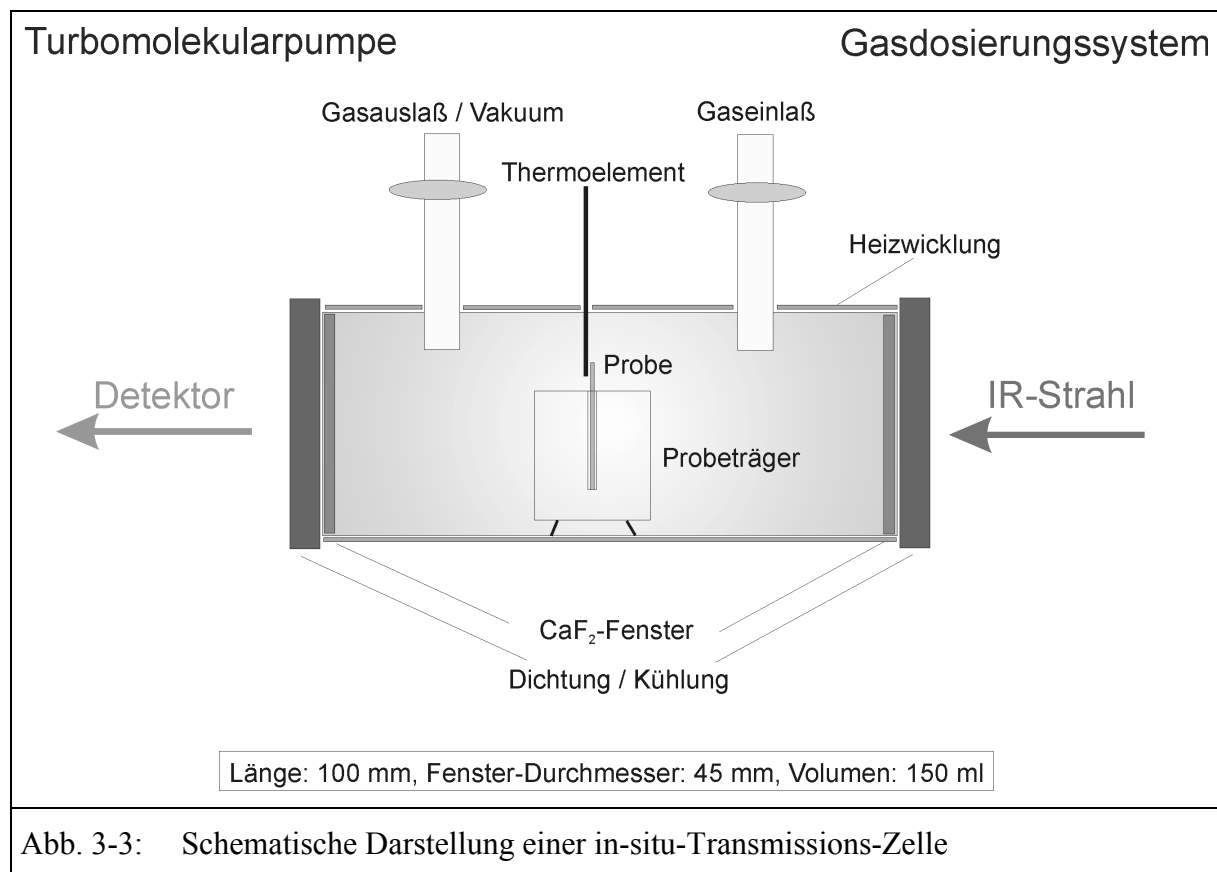 Turbomolekularpumpe
Gasdosierungssystem
Gasauslaß / Vakuum
Gaseinlaß
Thermoelement
Heizwicklung
Probe
Detektor
IR-Strahl
Probeträger
CaF₂-Fenster
Dichtung / Kühlung
Länge: 100 mm, Fenster-Durchmesser: 45 mm, Volumen: 150 ml
Abb. 3-3: Schematische Darstellung einer in-situ-Transmissions-Zelle